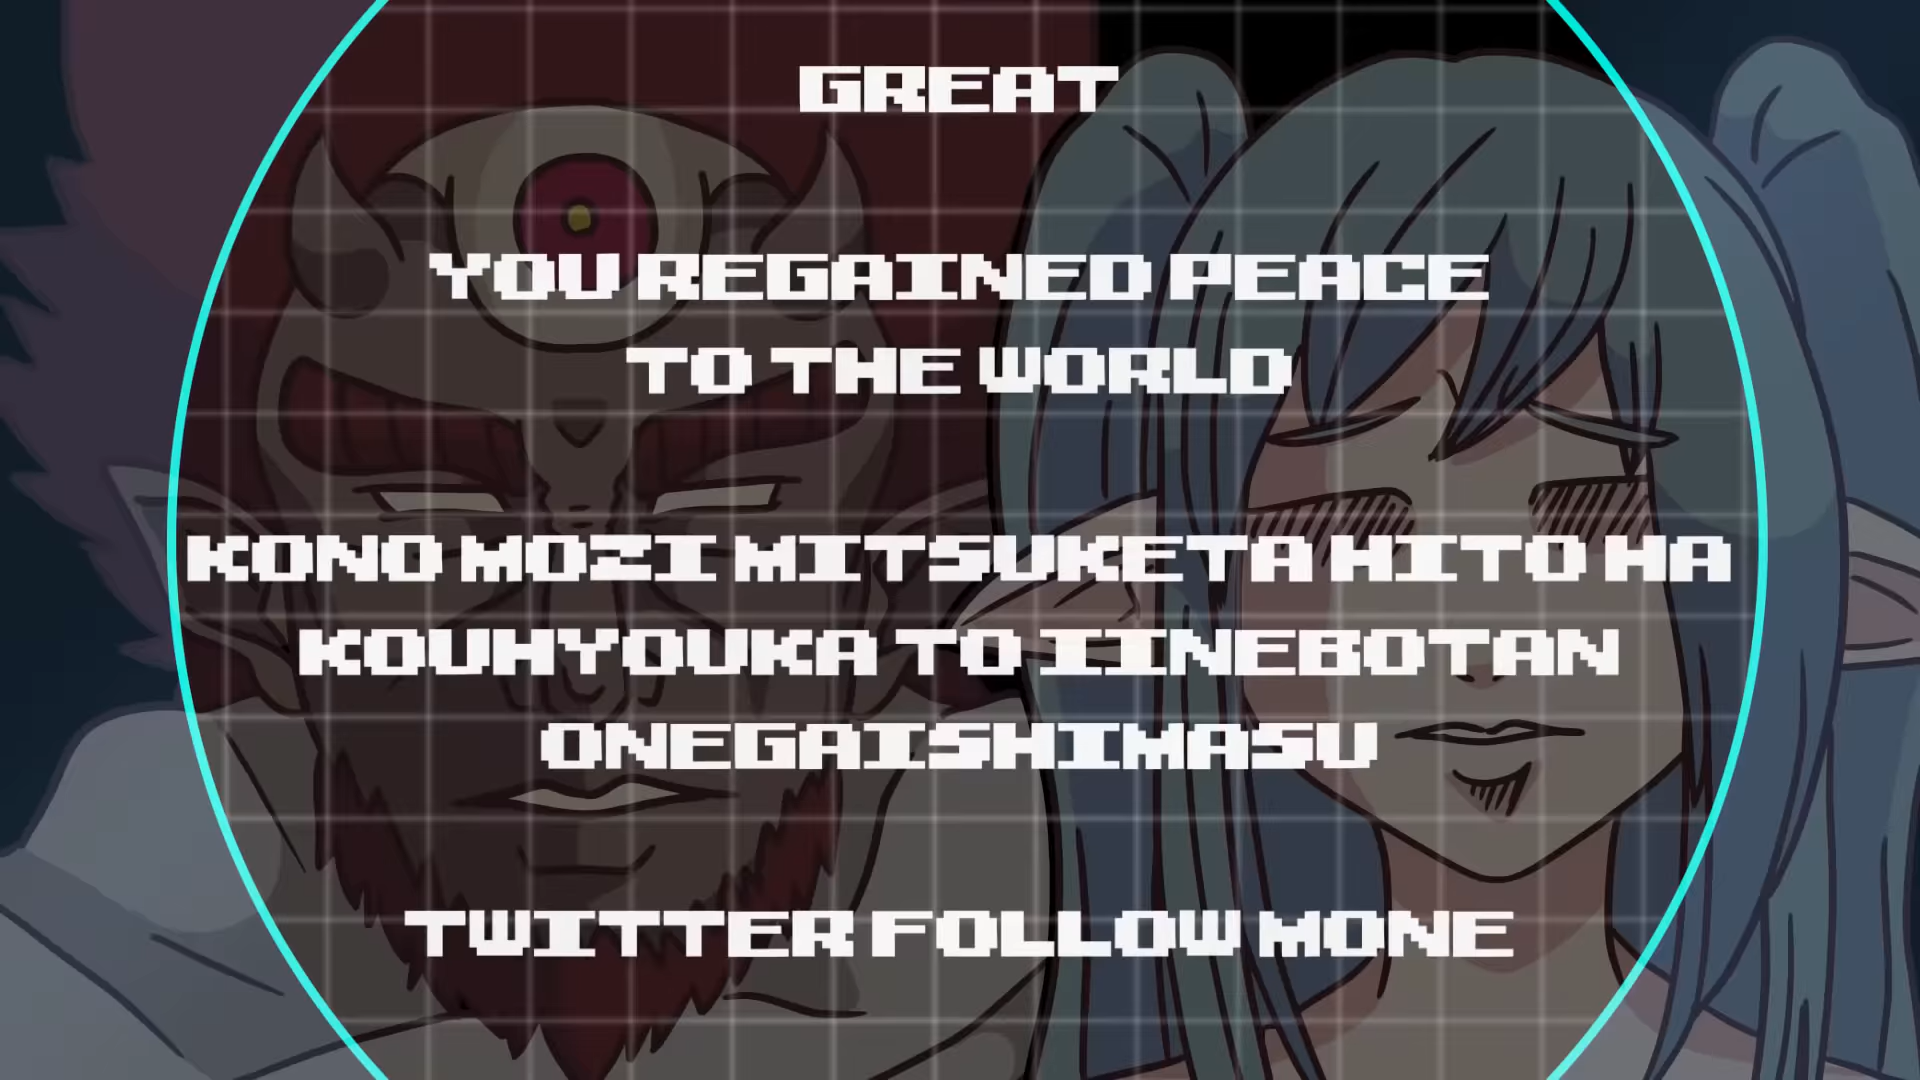 GREAT
YOU REGAINED PEACE
TO THE WORLD
KONO MOZI MITSUKETA HITO HA
KOUHYOUKA TO IINEBOTAN
ONEGAISHIMASU
TWITTER FOLLOW MONE